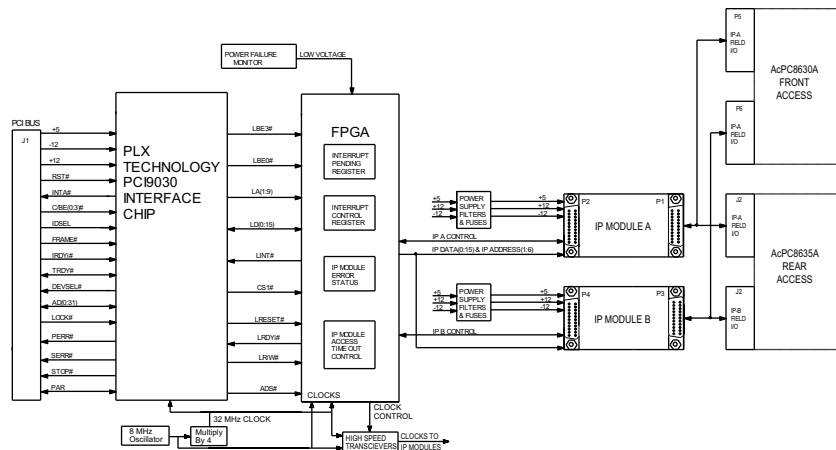 POWER FAILURE
MONITOR
LOW VOLTAGE
PCI BUS
J1
+5
-12
+12
RST#
INTA#
C/BE(0:3)#
IDSEL
FRAME#
IRDY#
TRDY#
DEVSEL#
AD(0:31)
LOCK#
PERR#
SERR#
STOP#
PAR
PLX
TECHNOLOGY
PCI9030
INTERFACE
CHIP
LBE3#
LBE0#
LA(1:9)
LD(0:15)
LINT#
CS1#
LRESET#
LRDYi#
LR/W#
ADS#
FPGA
INTERRUPT
PENDING
REGISTER
INTERRUPT
CONTROL
REGISTER
IP MODULE
ERROR
STATUS
IP MODULE
ACCESS
TIME OUT
CONTROL
CLOCKS
32 MHz CLOCK
8 MHz
Oscillator
Multiply
By 4
CLOCK
CONTROL
HIGH SPEED
TRANSCIEVERS
CLOCKS TO
IP MODULES
+5
+12
-12
POWER
SUPPLY
FILTERS
& FUSES
+5
+12
-12
P2
P1
IP MODULE A
IP A CONTROL
IP DATA(0:15) & IP ADDRESS(1:6)
+5
+12
-12
POWER
SUPPLY
FILTERS
& FUSES
+5
+12
-12
P4
P3
IP MODULE B
IP B CONTROL
P5
IP-A
RELD
I/O
P6
IP-A
RELD
I/O
AcPC8630A
FRONT
ACCESS
J2
IP-A
RELD
I/O
J2
IP-B
RELD
I/O
AcPC8635A
REAR
ACCESS